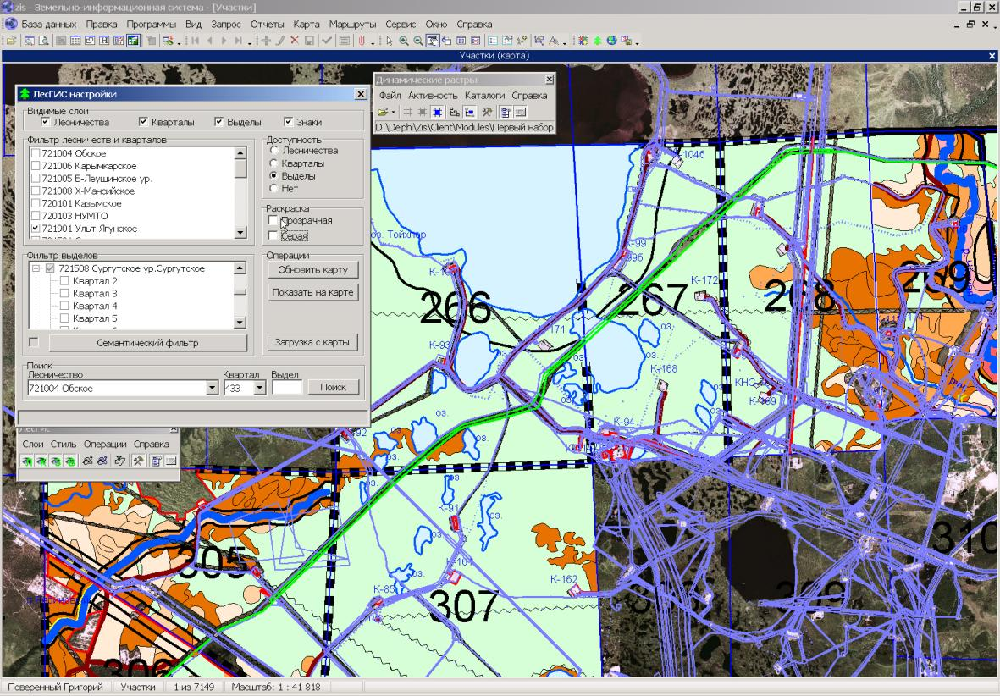 zis - Земельно-информационная система - [Участки]
База данных Правка Программы Вид Запрос Отчеты Карта Маршруты Сервис Окно Справка
Участки (карта)
ЛесГИС настройки
Видимые слои
Лесничества Кварталы Выделы Знаки
Фильтр лесничеств и кварталов
721004 Обское
721006 Карымкарское
721005 Б-Леушинское ур.
721008 Х-Мансийское
720101 Казымское
720103 НУМТО
721901 Ульт-Ягунское
Доступность
Лесничества
Кварталы
Выделы
Нет
Раскраска
Прозрачная
Серая
Фильтр выделов
721508 Сургутское ур.Сургутское
Квартал 2
Квартал 3
Квартал 4
Квартал 5
Семантический фильтр
Операции
Обновить карту
Показать на карте
Загрузка с карты
Поиск
Лесничество Квартал Выдел
721004 Обское 433 Поиск
Динамические растры
Файл Активность Каталоги Справка
D:\Delphi\Zis\Client\Modules\Первый набор
ЛесГИС
Слои Стиль Операции Справка
К-104б
оз. Тойхлор
К-99
К-172
266
267
268
269
171
оз.
К-93
оз.
оз.
К-168
КНС-
К-169
К-94
оз.
оз.
оз.
оз.
оз.
К-91
оз.
оз.
К-161
К-162
оз.
К-85
305
307
310
309
306
Поверенный Григорий Участки 1 из 7149 Масштаб: 1 : 41 818